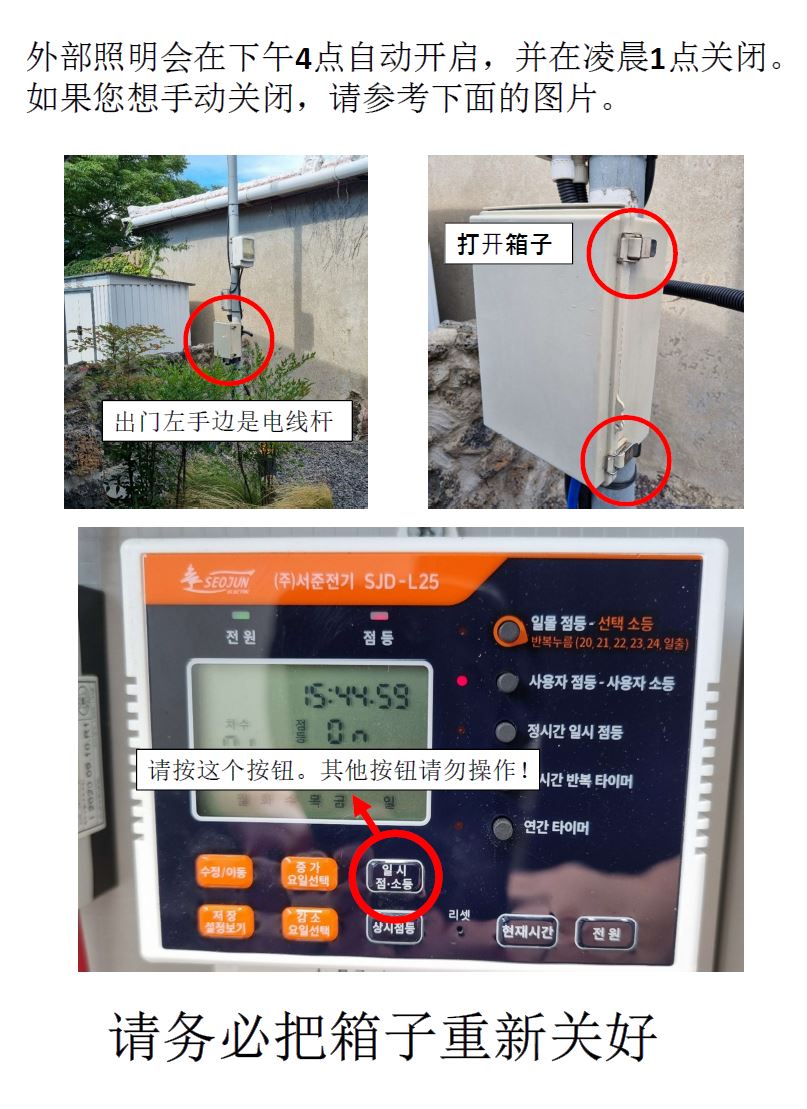 外部照明会在下午4点自动开启，并在凌晨1点关闭。
如果您想手动关闭，请参考下面的图片。
打开箱子
出门左手边是电线杆
SEOJUN
ELECTRIC
(주)서준전기 SJD-L25
전원
점등
일몰 점등 - 선택 소등
반복누름 (20, 21, 22, 23, 24, 일출)
15:44:59
사용자 점등 - 사용자 소등
차수
점등
On
정시간 일시 점등
请按这个按钮。其他按钮请勿操作！
시간 반복 타이머
월 화 수 목 금 일
연간 타이머
수정/이동
증 가
요일선택
일 시
점·소등
저 장
설정보기
감 소
요일선택
상시점등
리셋
현재시간
전 원
请务必把箱子重新关好